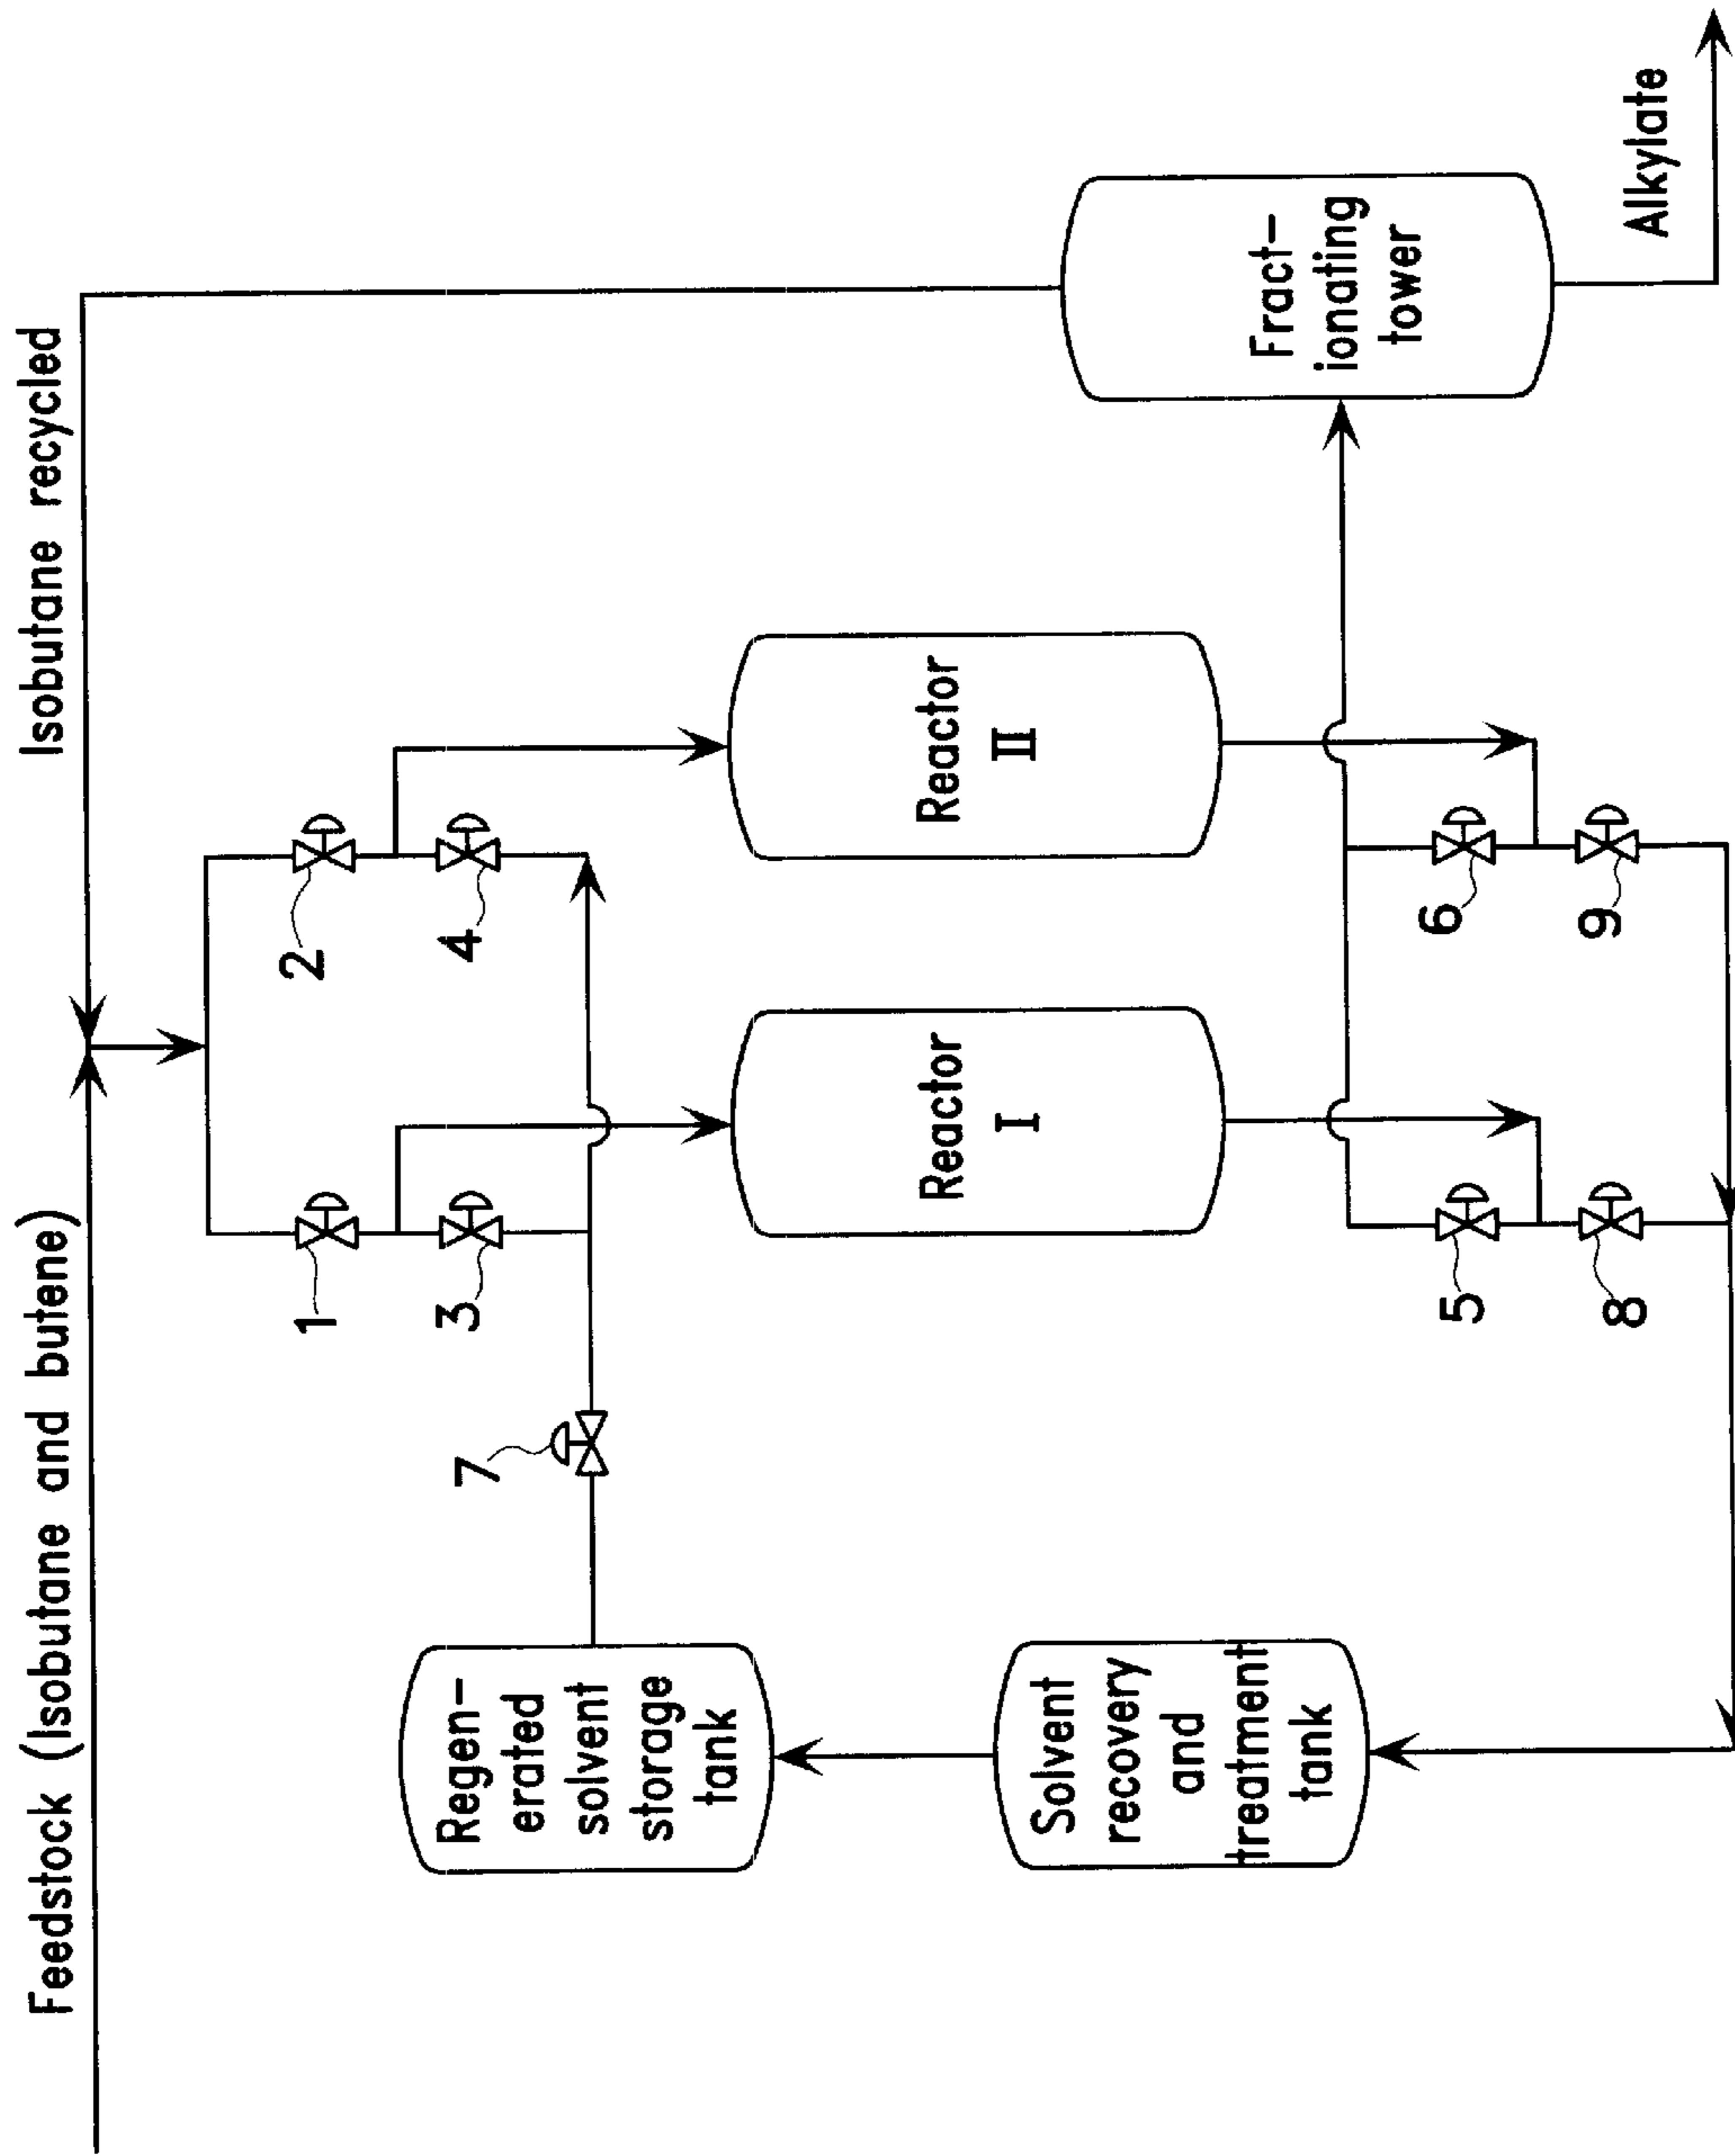 Feedstock (Isobutane and butene)
Isobutane recycled
1
2
3
4
7
Regen-
erated
solvent
storage
tank
Reactor
I
Reactor
II
Solvent
recovery
and
treatment
tank
Fract-
ionating
tower
5
6
8
9
Alkylate